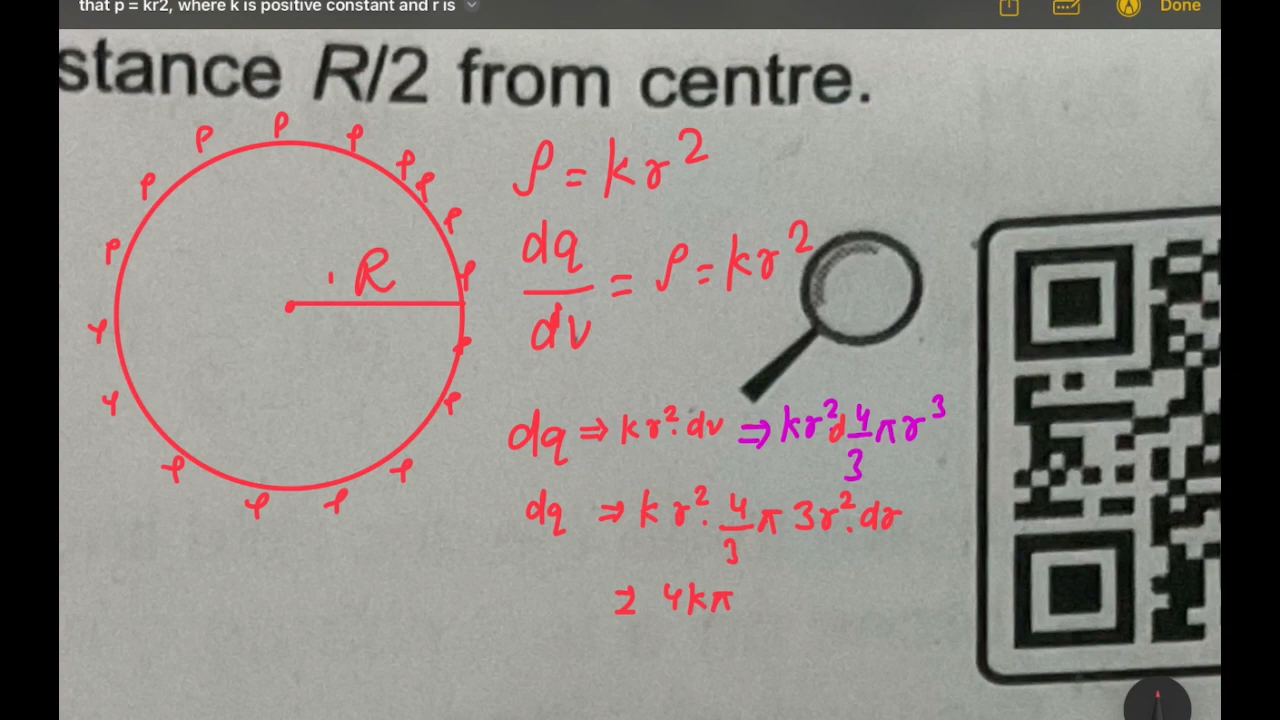 that p = kr2, where k is positive constant and r is
Done
stance R/2 from centre.
ρ ρ ρ ρ ρ ρ ρ ρ ρ ρ ρ ρ ρ ρ ρ ρ ρ ρ
R
ρ = kr²
dq/dv = ρ = kr²
dq ⇒ kr².dv ⇒ kr²d 4/3 πr³
dq ⇒ kr². 4/3 π 3r².dr
⇒ 4kπ